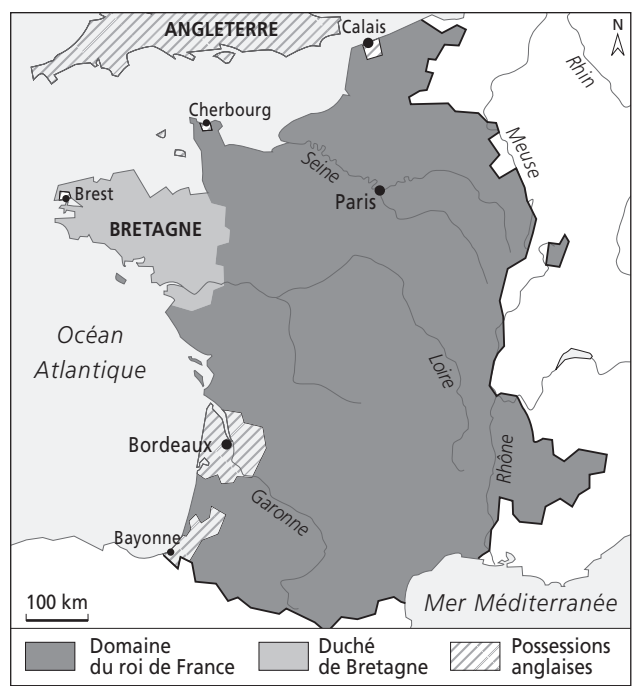 ANGLETERRE
Calais
N
Rhin
Cherbourg
Meuse
Seine
Brest
Paris
BRETAGNE
Océan
Atlantique
Loire
Bordeaux
Rhône
Garonne
Bayonne
100 km
Mer Méditerranée
Domaine
du roi de France
Duché
de Bretagne
Possessions
anglaises